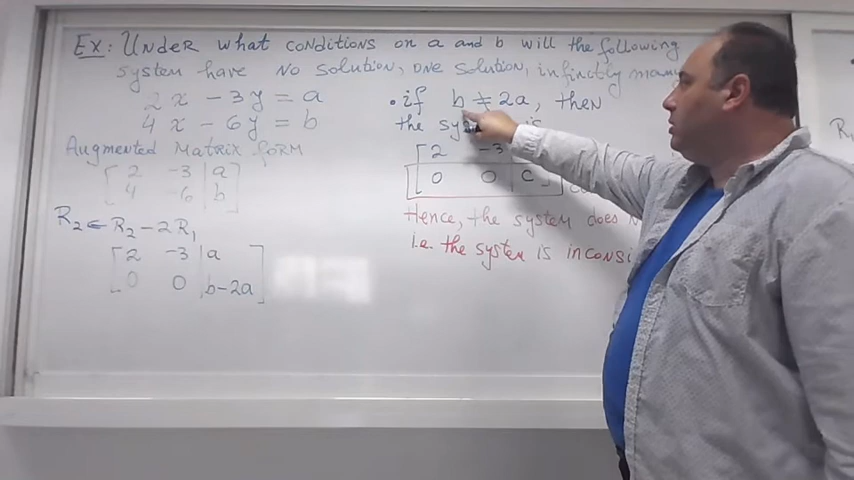 Ex: Under what conditions on a and b will the following
system have no solution, one solution, infinitly many
2x - 3y = a
4x - 6y = b
Augmented Matrix form
[ 2 -3 | a ]
[ 4 -6 | b ]
R₂ ← R₂ - 2R₁
[ 2 -3 | a ]
[ 0 0 | b-2a ]
• if b ≠ 2a, then
the is
[ 2 -3
[ 0 0 | c ]
Hence, the system does
i.e. the system is